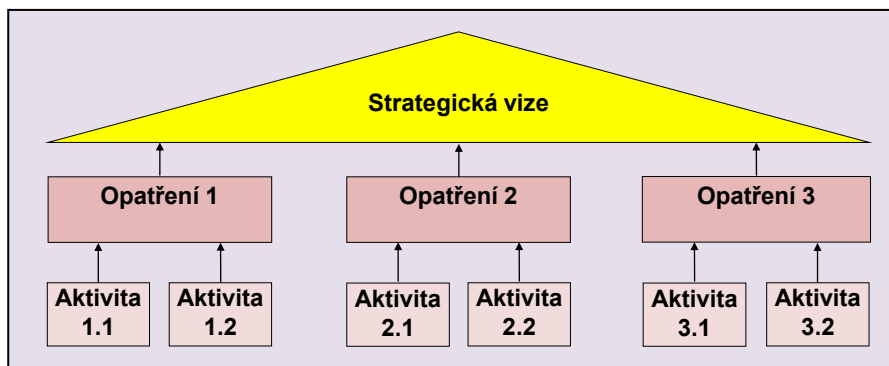 Strategická vize
Opatření 1
Opatření 2
Opatření 3
Aktivita
1.1
Aktivita
1.2
Aktivita
2.1
Aktivita
2.2
Aktivita
3.1
Aktivita
3.2